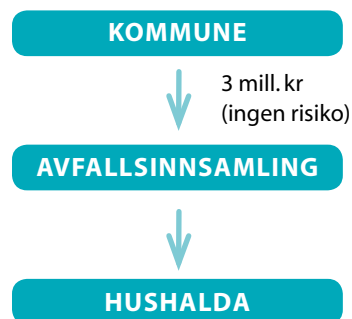 KOMMUNE
3 mill. kr
(ingen risiko)
AVFALLSINNSAMLING
HUSHALDA